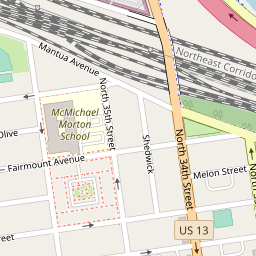 Mantua Avenue
Northeast Corridor
McMichael
Morton
School
North 35th Street
Olive
Shedwick
North 34th Street
Fairmount Avenue
Melon Street
US 13
reet